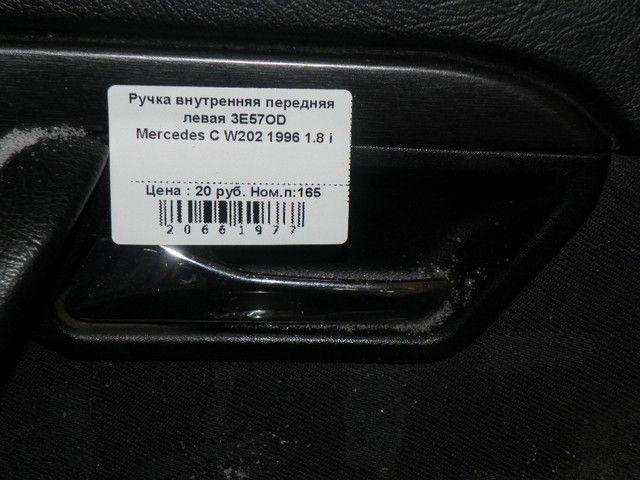 Ручка внутренняя передняя
левая 3E57OD
Mercedes C W202 1996 1.8 i
Цена : 20 руб. Ном.п:165
20661977